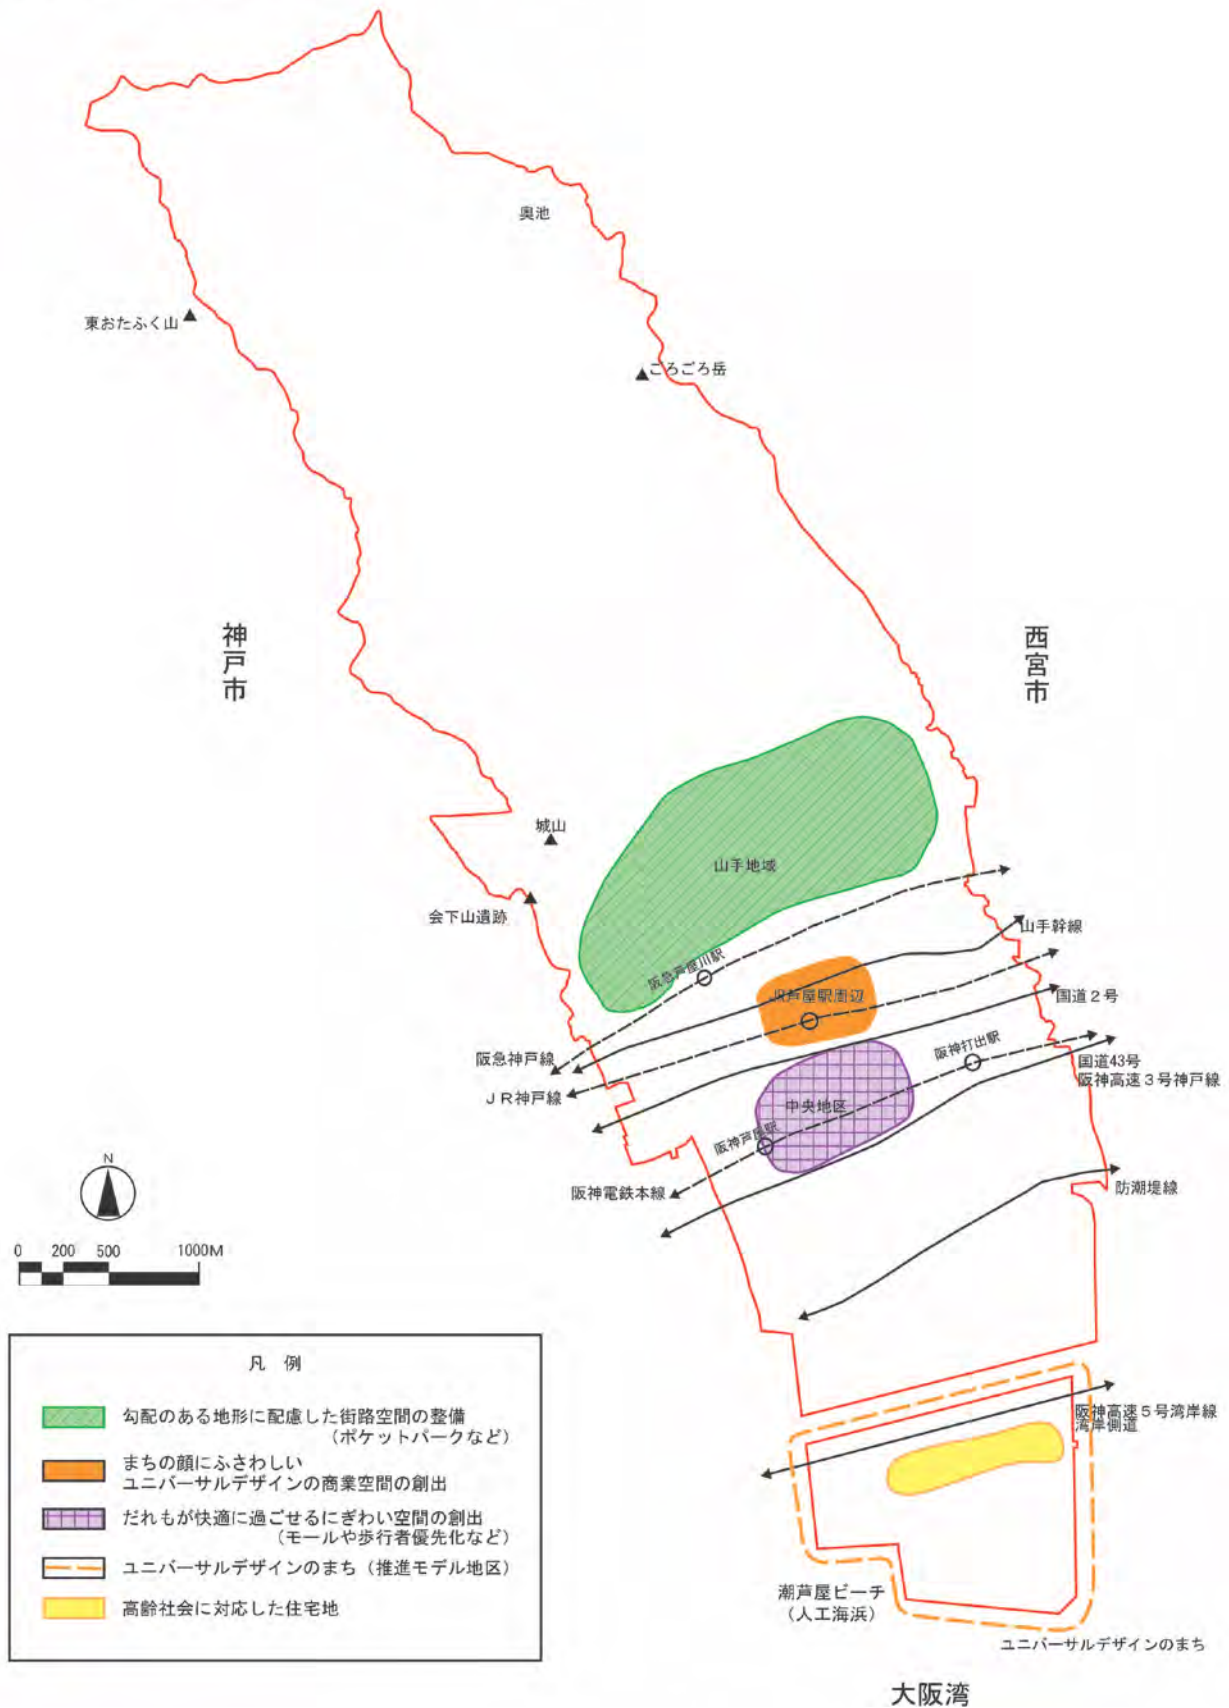 奥池
東おたふく山
ごろごろ岳
神戸市
西宮市
城山
山手地域
会下山遺跡
山手幹線
阪急芦屋川駅
JR芦屋駅周辺
国道2号
阪急神戸線
阪神打出駅
国道43号
阪神高速3号神戸線
JR神戸線
中央地区
阪神芦屋駅
阪神電鉄本線
防潮堤線
N
0 200 500 1000M
凡 例
勾配のある地形に配慮した街路空間の整備
(ポケットパークなど)
まちの顔にふさわしい
ユニバーサルデザインの商業空間の創出
だれもが快適に過ごせるにぎわい空間の創出
(モールや歩行者優先化など)
ユニバーサルデザインのまち(推進モデル地区)
高齢社会に対応した住宅地
阪神高速5号湾岸線
湾岸側道
潮芦屋ビーチ
(人工海浜)
ユニバーサルデザインのまち
大阪湾